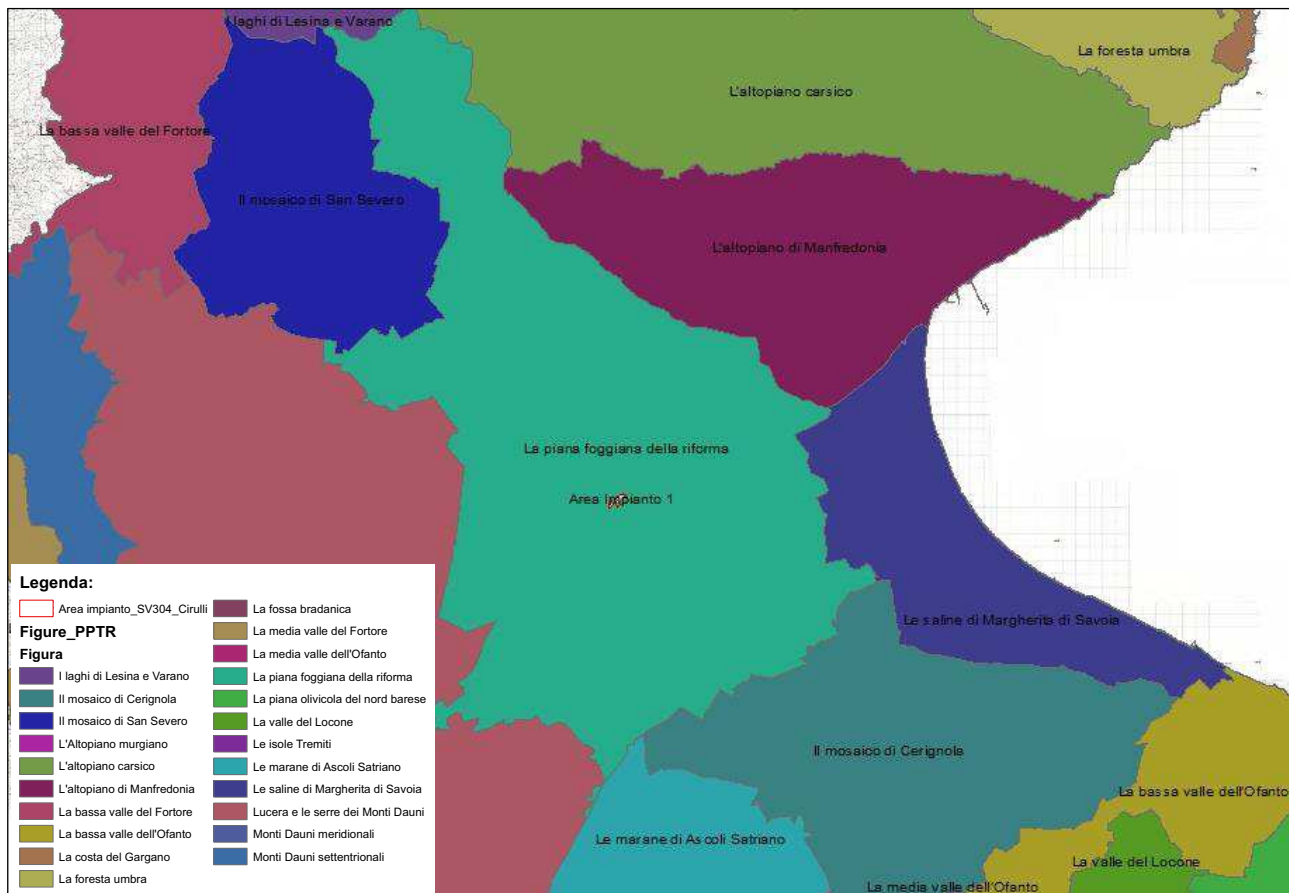 I laghi di Lesina e Varano
La foresta umbra
L'altopiano carsico
La bassa valle del Fortore
Il mosaico di San Severo
L'altopiano di Manfredonia
La piana foggiana della riforma
Area Impianto 1
Le saline di Margherita di Savoia
Il mosaico di Cerignola
La bassa valle dell'Ofanto
Le marane di Ascoli Satriano
La valle del Locone
La media valle dell'Ofanto
Legenda:
Area impianto_SV304_Cirulli
Figure_PPTR
Figura
I laghi di Lesina e Varano
Il mosaico di Cerignola
Il mosaico di San Severo
L'Altopiano murgiano
L'altopiano carsico
L'altopiano di Manfredonia
La bassa valle del Fortore
La bassa valle dell'Ofanto
La costa del Gargano
La foresta umbra
La fossa bradanica
La media valle del Fortore
La media valle dell'Ofanto
La piana foggiana della riforma
La piana olivicola del nord barese
La valle del Locone
Le isole Tremiti
Le marane di Ascoli Satriano
Le saline di Margherita di Savoia
Lucera e le serre dei Monti Dauni
Monti Dauni meridionali
Monti Dauni settentrionali